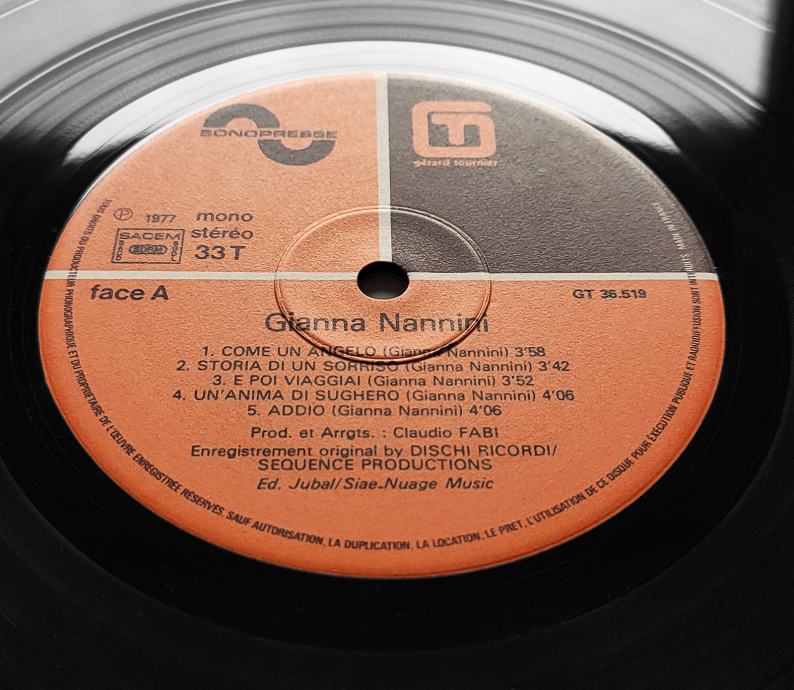 SONOPRESSE
GT
gérard tournier
Ⓟ 1977
mono
stéréo
33 T
SACEM
SDRM
face A
GT 36.519
Gianna Nannini
1. COME UN ANGELO (Gianna Nannini) 3'58
2. STORIA DI UN SORRISO (Gianna Nannini) 3'42
3. E POI VIAGGIAI (Gianna Nannini) 3'52
4. UN'ANIMA DI SUGHERO (Gianna Nannini) 4'06
5. ADDIO (Gianna Nannini) 4'06
Prod. et Arrgts. : Claudio FABI
Enregistrement original by DISCHI RICORDI/
SEQUENCE PRODUCTIONS
Ed. Jubal/Siae-Nuage Music
TOUS DROITS DU PRODUCTEUR PHONOGRAPHIQUE ET DU PROPRIETAIRE DE L'ŒUVRE ENREGISTRÉE RÉSERVES SAUF AUTORISATION, LA DUPLICATION, LA LOCATION, LE PRET, L'UTILISATION DE CE DISQUE POUR EXÉCUTION PUBLIQUE ET RADIODIFFUSION SONT INTERDITS MADE IN FRANCE